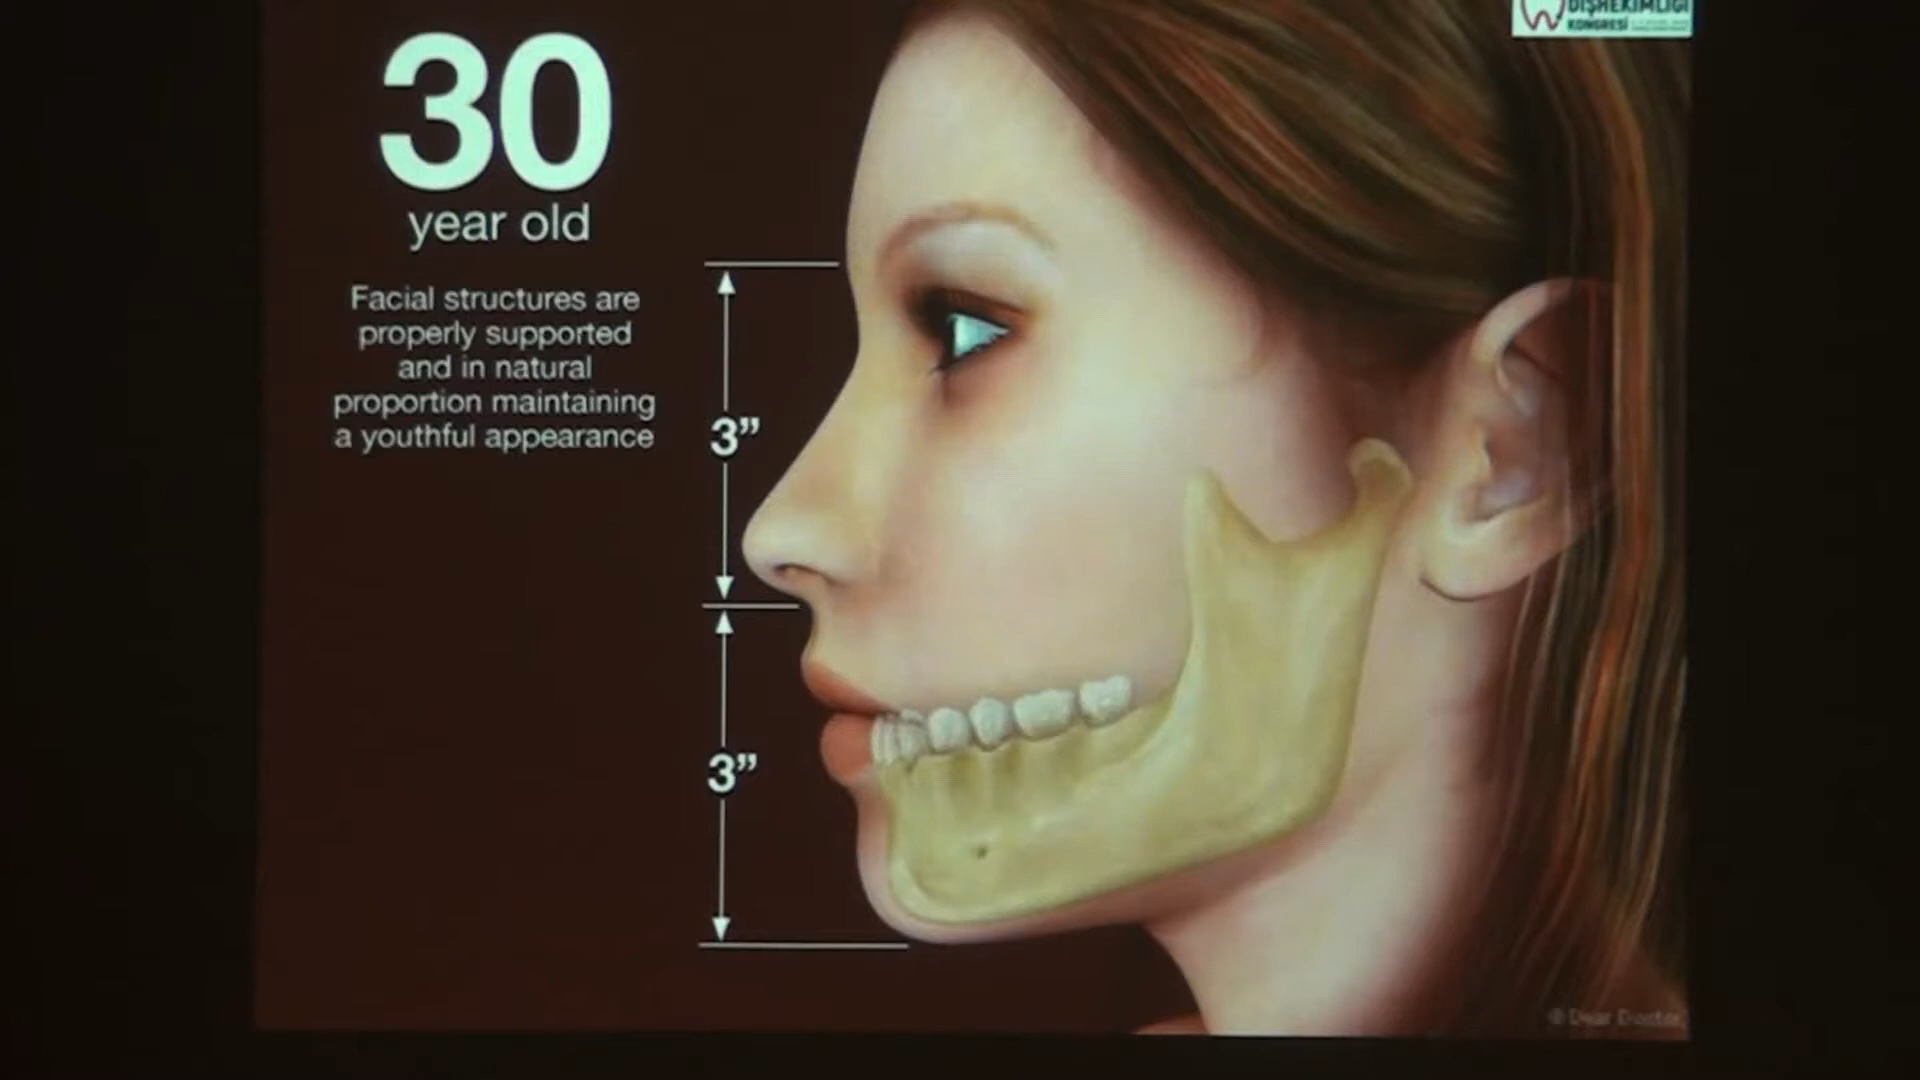 DİŞHEKİMLİĞİ
KONGRESİ
30
year old
Facial structures are
properly supported
and in natural
proportion maintaining
a youthful appearance
3”
3”
© Dear Doctor